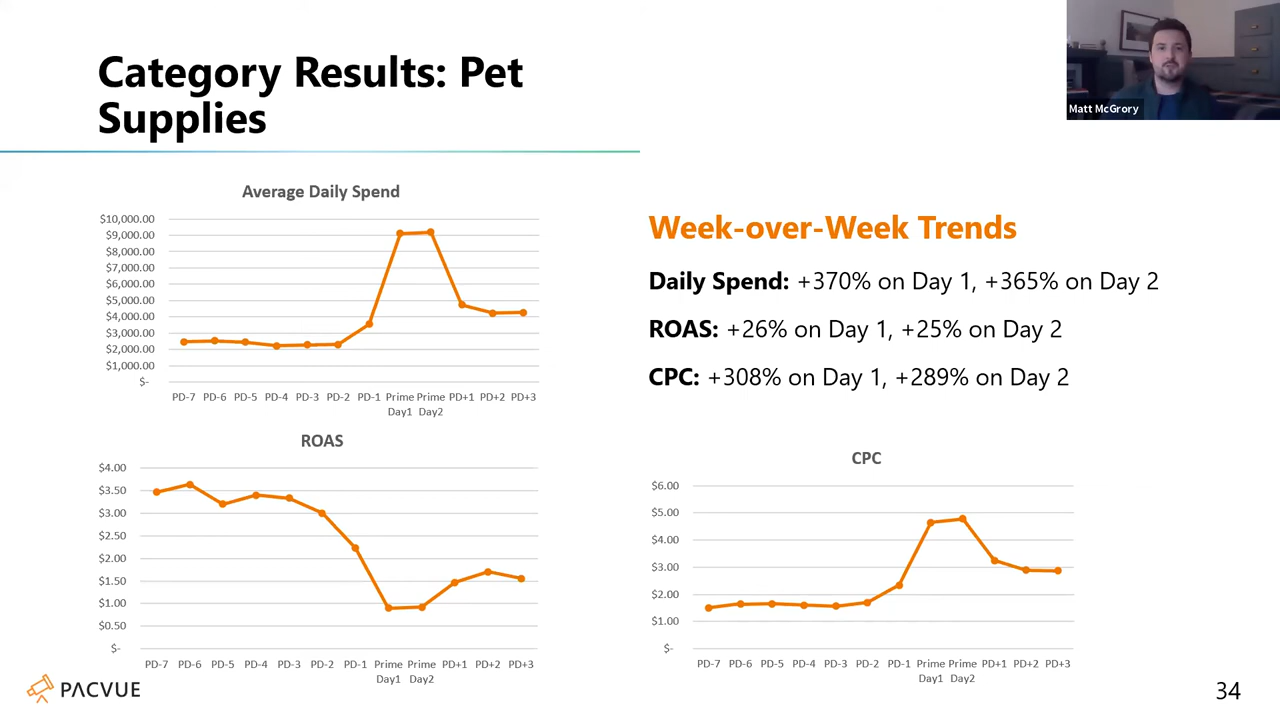 Category Results: Pet
Supplies
Matt McGrory
Average Daily Spend
$10,000.00
$9,000.00
$8,000.00
$7,000.00
$6,000.00
$5,000.00
$4,000.00
$3,000.00
$2,000.00
$1,000.00
$-
PD-7 PD-6 PD-5 PD-4 PD-3 PD-2 PD-1 Prime Prime PD+1 PD+2 PD+3
Day1 Day2
Week-over-Week Trends
Daily Spend: +370% on Day 1, +365% on Day 2
ROAS: +26% on Day 1, +25% on Day 2
CPC: +308% on Day 1, +289% on Day 2
ROAS
$4.00
$3.50
$3.00
$2.50
$2.00
$1.50
$1.00
$0.50
$-
PD-7 PD-6 PD-5 PD-4 PD-3 PD-2 PD-1 Prime Prime PD+1 PD+2 PD+3
Day1 Day2
CPC
$6.00
$5.00
$4.00
$3.00
$2.00
$1.00
$-
PD-7 PD-6 PD-5 PD-4 PD-3 PD-2 PD-1 Prime Prime PD+1 PD+2 PD+3
Day1 Day2
PACVUE
34